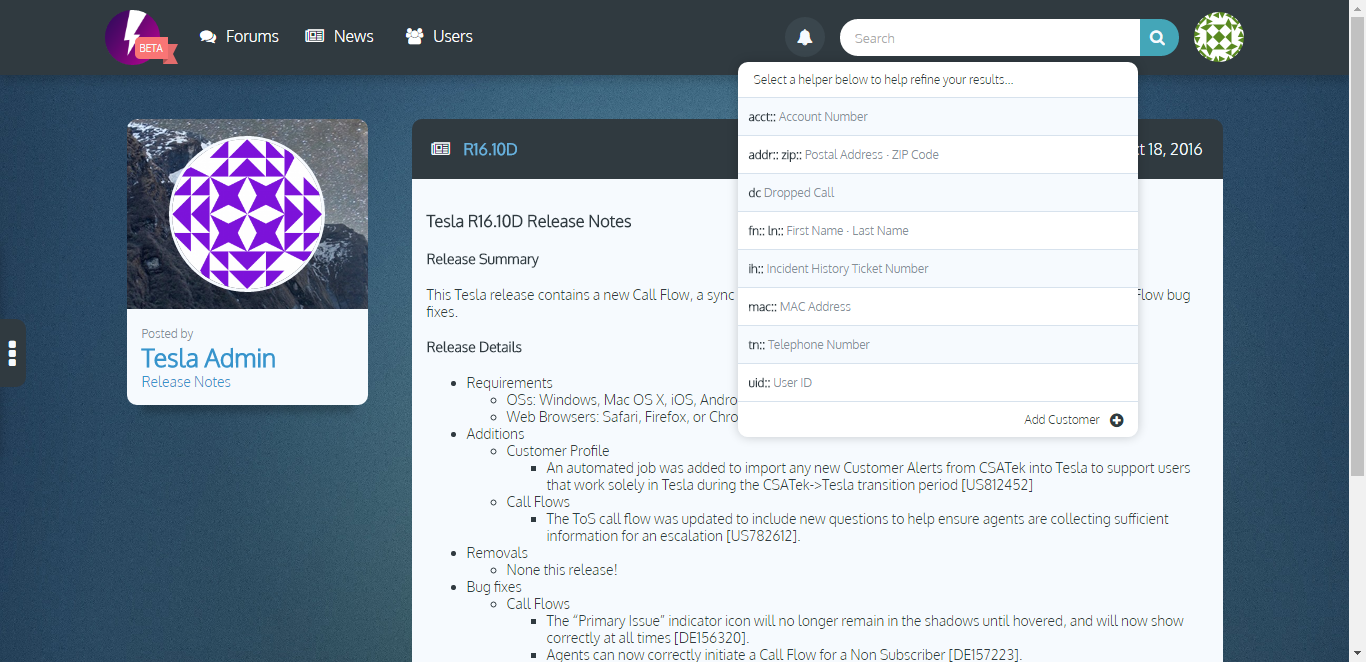 BETA
Forums
News
Users
Search
Select a helper below to help refine your results...
acct:: Account Number
addr:: zip:: Postal Address · ZIP Code
dc Dropped Call
fn:: ln:: First Name · Last Name
ih:: Incident History Ticket Number
mac:: MAC Address
tn:: Telephone Number
uid:: User ID
Add Customer
Posted by
Tesla Admin
Release Notes
R16.10D
18, 2016
Tesla R16.10D Release Notes
Release Summary
This Tesla release contains a new Call Flow, a sync
Flow bug
fixes.
Release Details
• Requirements
◦ OSs: Windows, Mac OS X, iOS, Andro
◦ Web Browsers: Safari, Firefox, or Chro
• Additions
◦ Customer Profile
▪ An automated job was added to import any new Customer Alerts from CSATek into Tesla to support users
that work solely in Tesla during the CSATek->Tesla transition period [US812452]
◦ Call Flows
▪ The ToS call flow was updated to include new questions to help ensure agents are collecting sufficient
information for an escalation [US782612].
• Removals
◦ None this release!
• Bug fixes
◦ Call Flows
▪ The “Primary Issue” indicator icon will no longer remain in the shadows until hovered, and will now show
correctly at all times [DE156320].
▪ Agents can now correctly initiate a Call Flow for a Non Subscriber [DE157223].